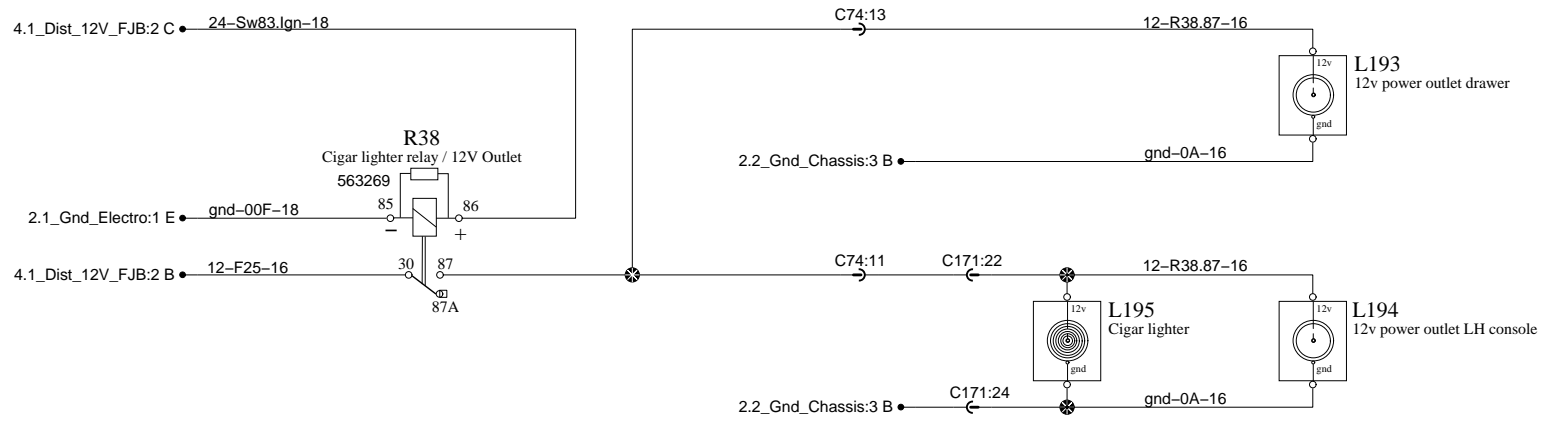 C74:13
4.1_Dist_12V_FJB:2 C
24–Sw83.Ign–18
12–R38.87–16
12v
L193
12v power outlet drawer
gnd
R38
Cigar lighter relay / 12V Outlet
563269
2.2_Gnd_Chassis:3 B
gnd–0A–16
2.1_Gnd_Electro:1 E
gnd–00F–18
85
86
–
+
4.1_Dist_12V_FJB:2 B
12–F25–16
30
87
87A
C74:11
C171:22
12–R38.87–16
12v
L195
Cigar lighter
gnd
12v
L194
12v power outlet LH console
gnd
2.2_Gnd_Chassis:3 B
C171:24
gnd–0A–16